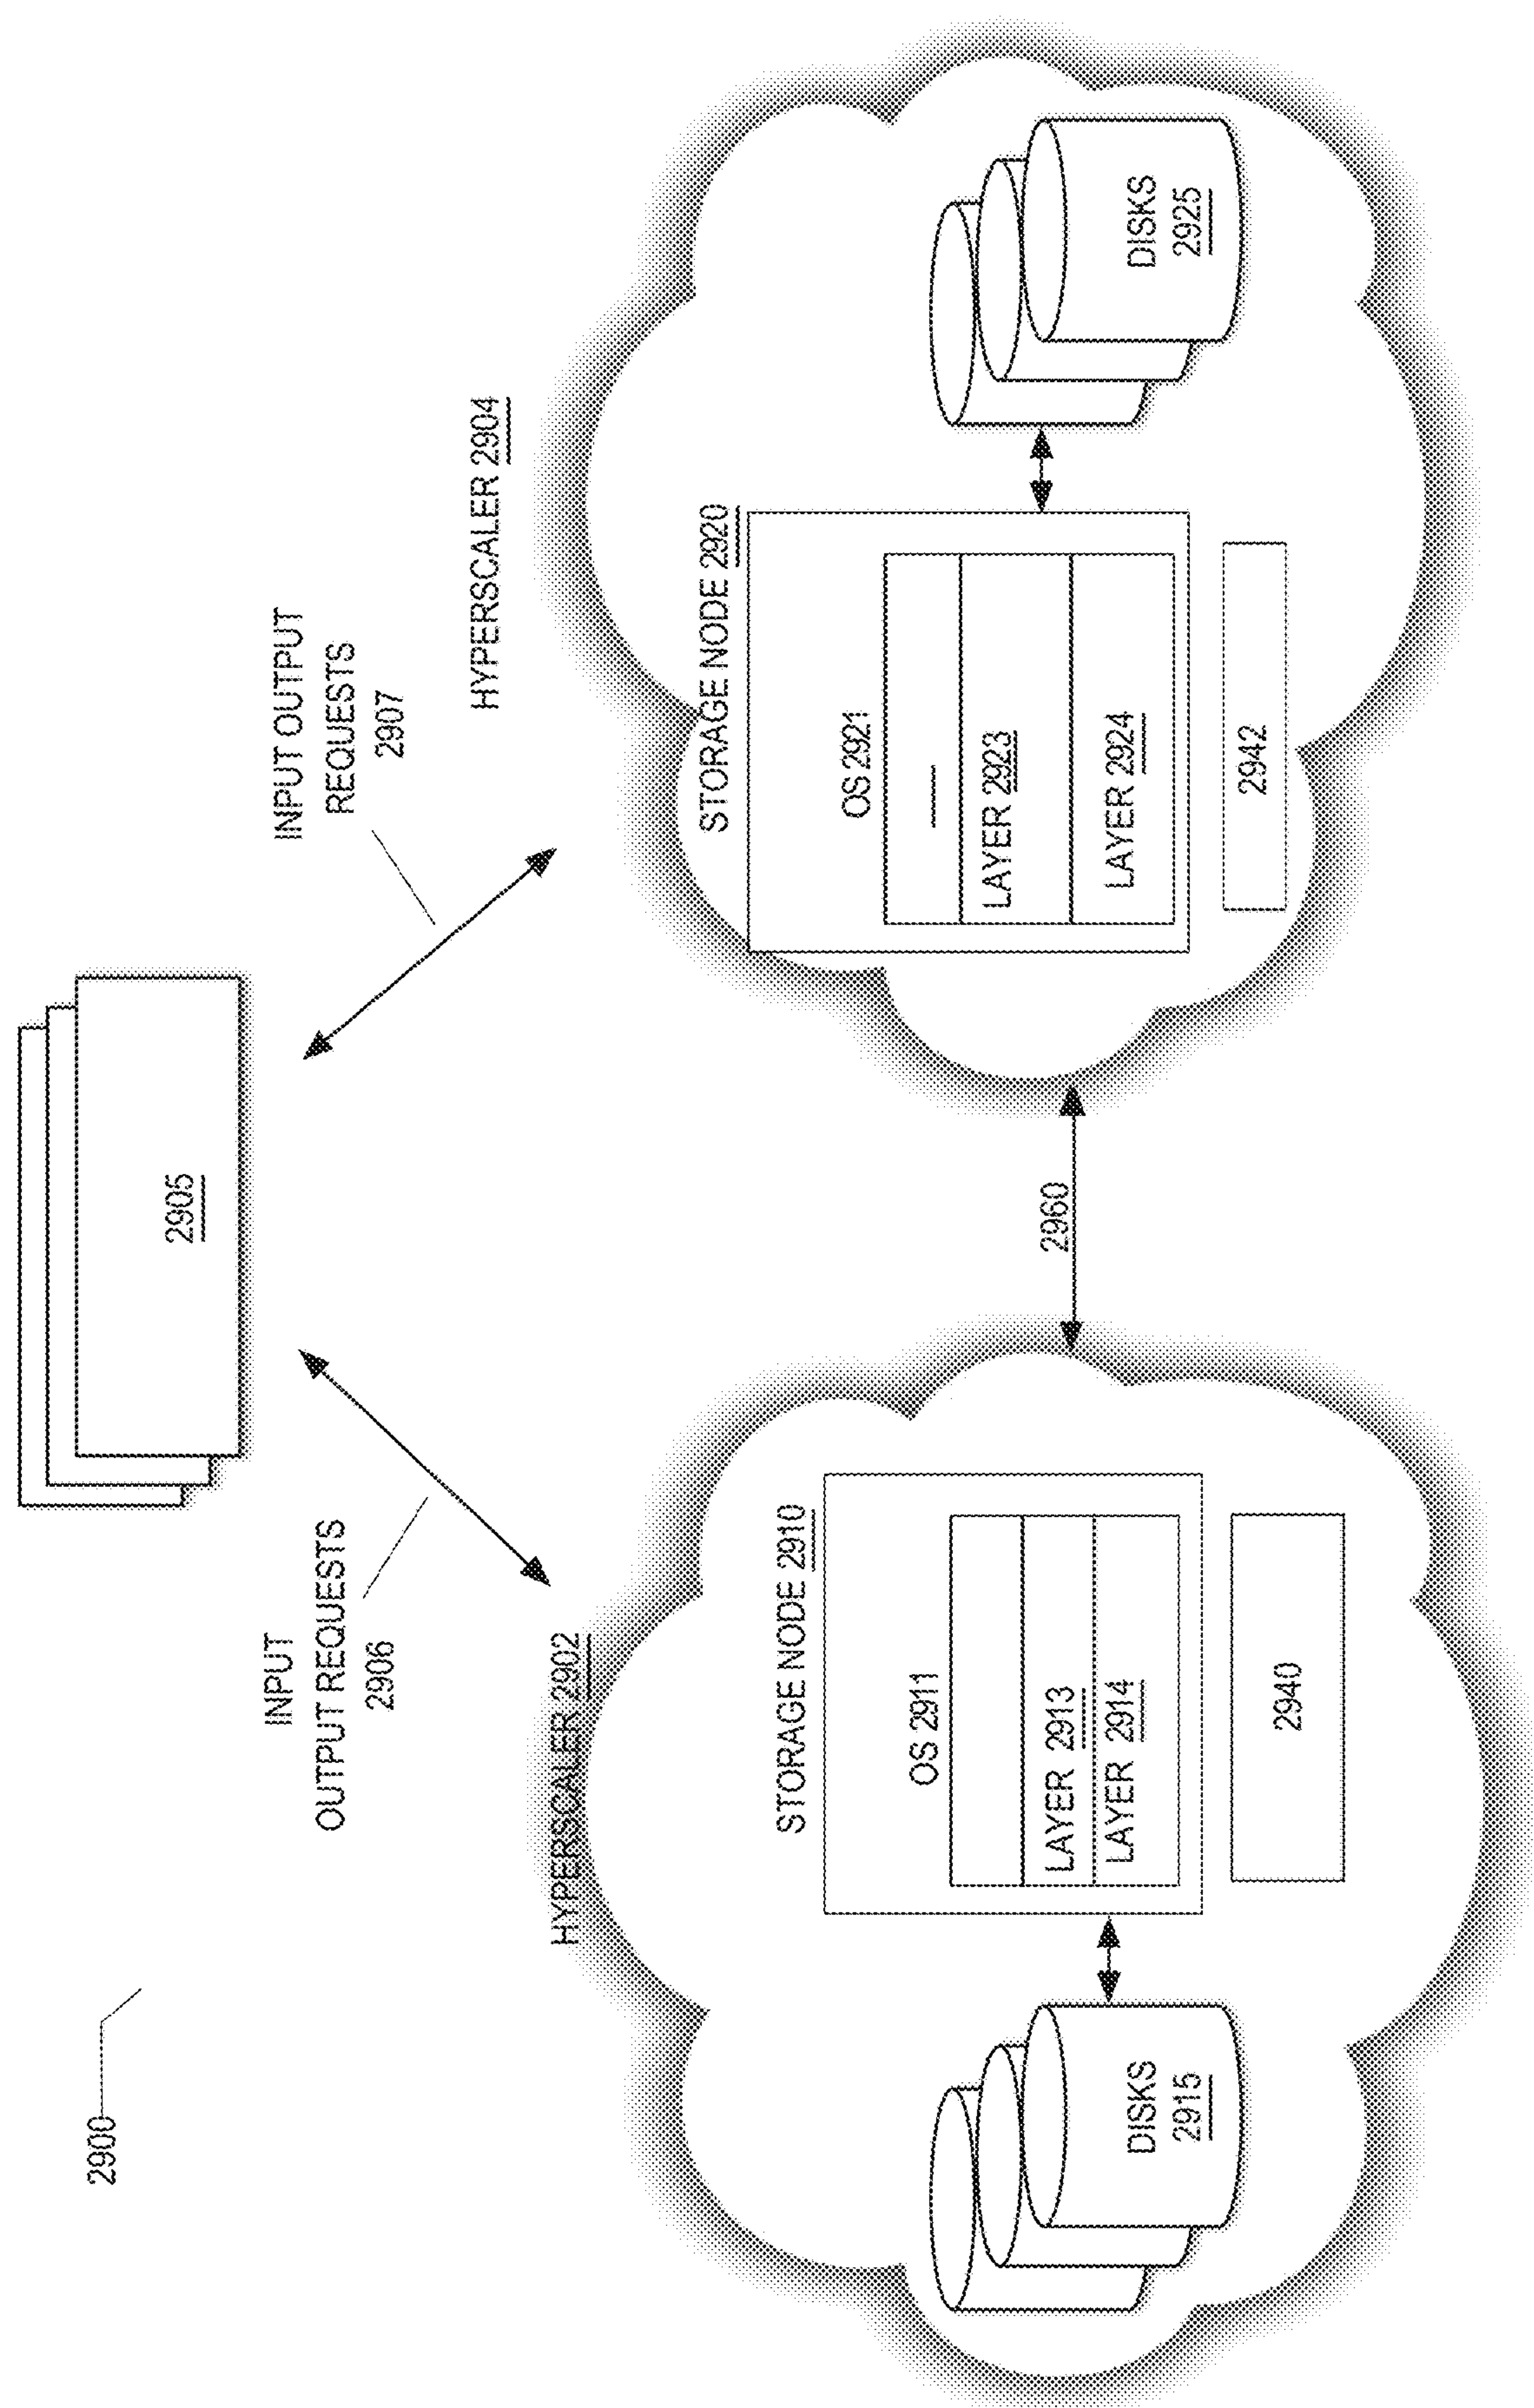 2900
2905
INPUT
OUTPUT REQUESTS
2906
INPUT OUTPUT
REQUESTS
2907
HYPERSCALER 2902
HYPERSCALER 2904
STORAGE NODE 2910
OS 2911
LAYER 2913
LAYER 2914
DISKS
2915
2940
2960
STORAGE NODE 2920
OS 2921
LAYER 2923
LAYER 2924
DISKS
2925
2942